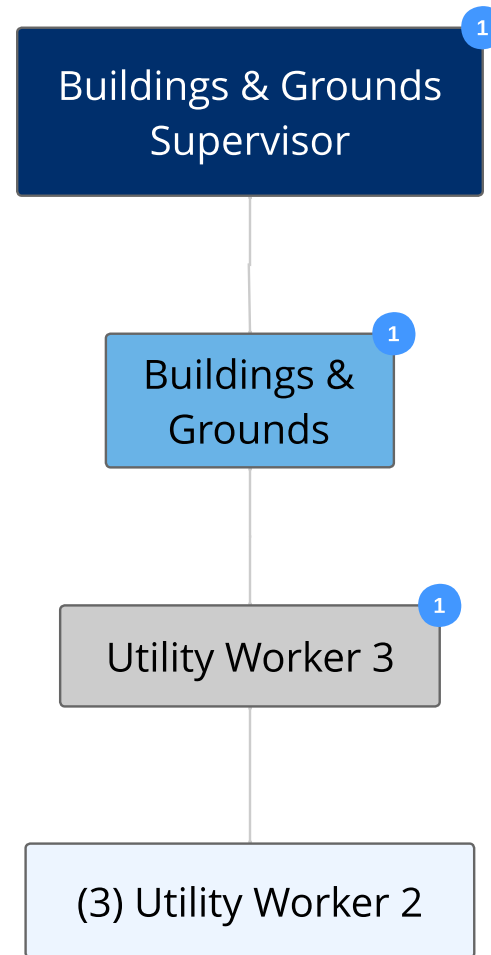 1
Buildings & Grounds
Supervisor
1
Buildings &
Grounds
1
Utility Worker 3
(3) Utility Worker 2